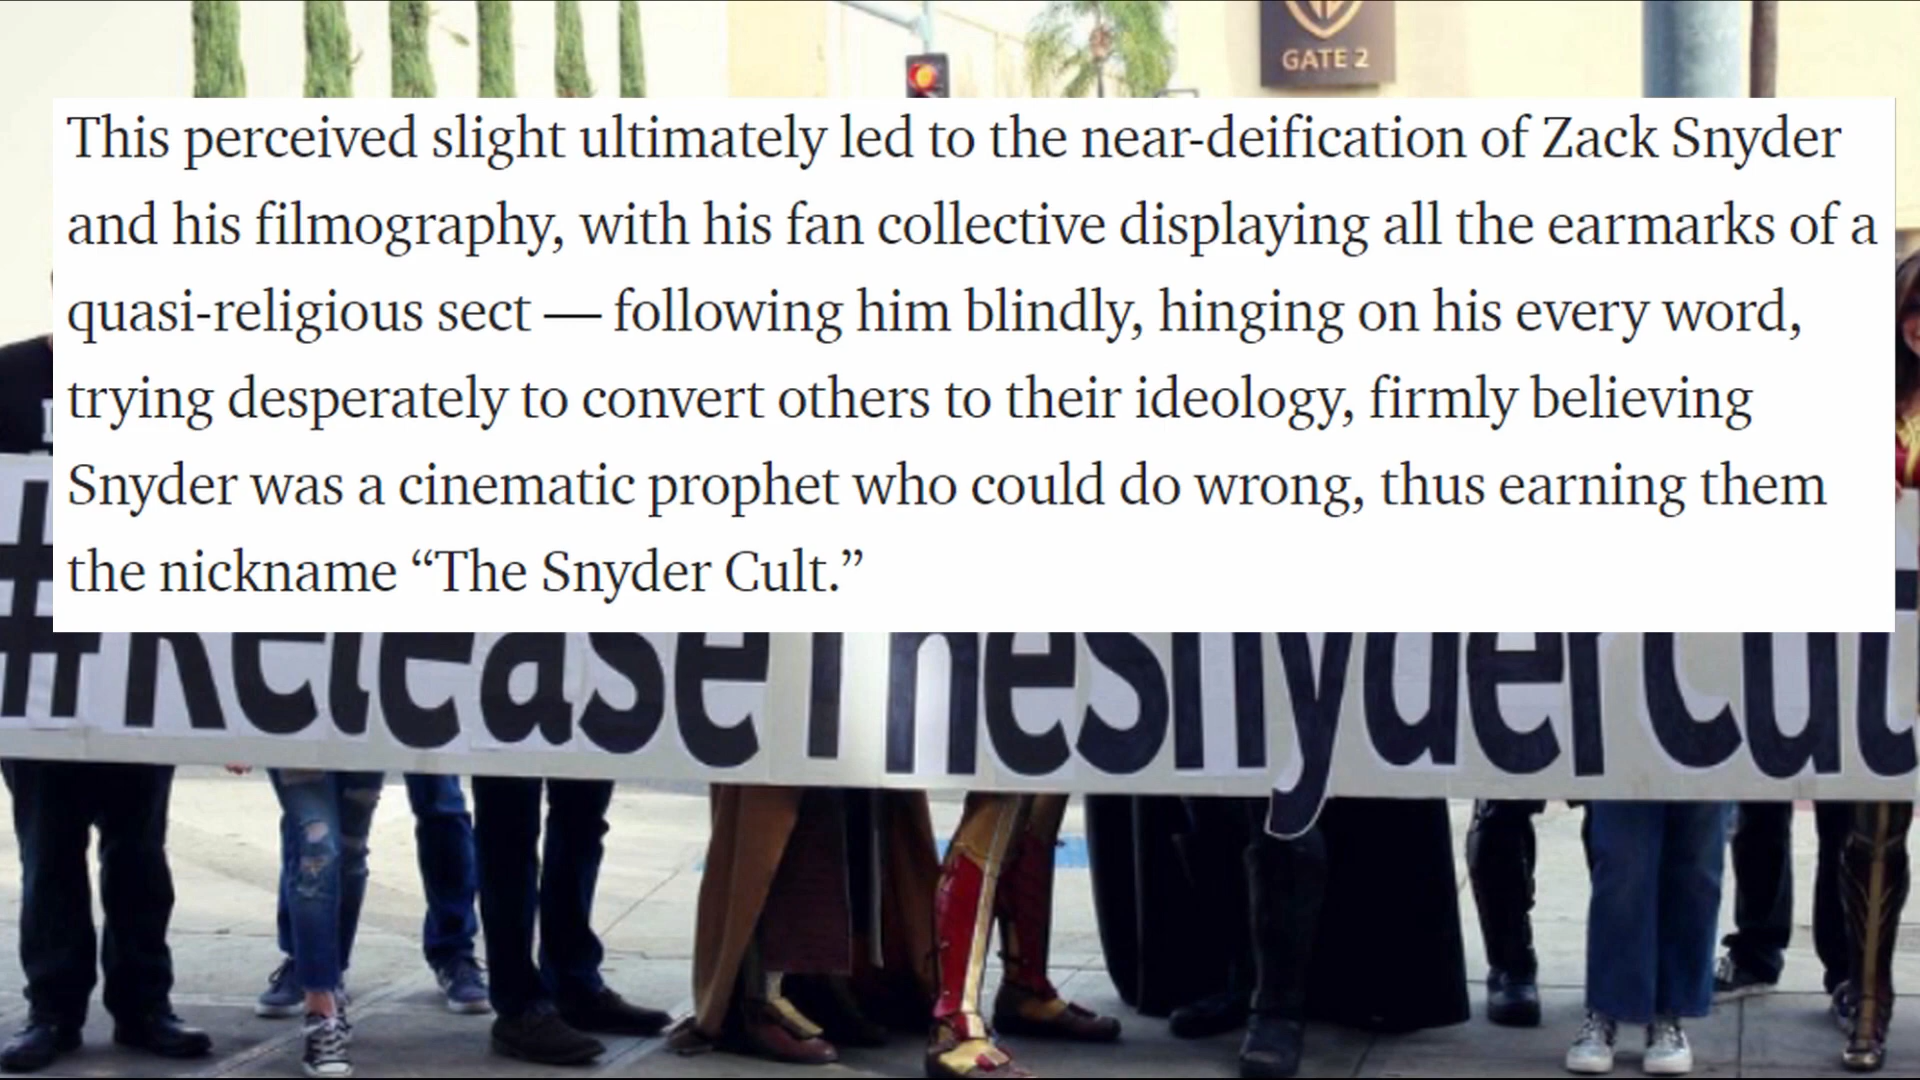 GATE 2
This perceived slight ultimately led to the near-deification of Zack Snyder
and his filmography, with his fan collective displaying all the earmarks of a
quasi-religious sect — following him blindly, hinging on his every word,
trying desperately to convert others to their ideology, firmly believing
Snyder was a cinematic prophet who could do wrong, thus earning them
the nickname “The Snyder Cult.”
#ReleaseTheSnyderCut